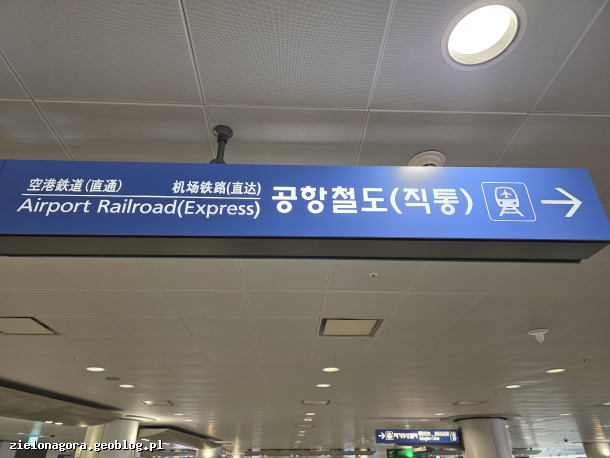 空港鉄道(直通) 机场铁路(直达)
Airport Railroad(Express) 공항철도(직통)
zielonagora.geoblog.pl